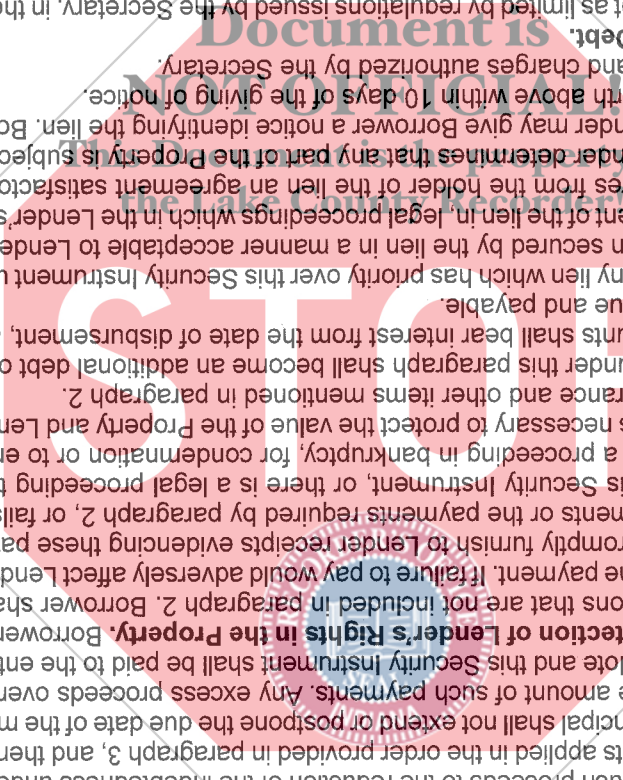 Document is
NOT OFFICIAL!
This Document is the property
the Lake County Recorder!
STOP
RECORDER OF
SEAL
INDIANA
ts applied in the order provided in paragraph 3, and then
ncipal shall not extend or postpone the due date of the m
e amount of such payments. Any excess proceeds over
Note and this Security Instrument shall be paid to the ent
tection of Lender's Rights in the Property. Borrower
ons that are not included in paragraph 2. Borrower sha
he payment. If failure to pay would adversely affect Lend
romptly furnish to Lender receipts evidencing these pa
ments or the payments required by paragraph 2, or fails
is Security Instrument, or there is a legal proceeding t
a proceeding in bankruptcy, for condemnation or to en
s necessary to protect the value of the Property and Len
rance and other items mentioned in paragraph 2.
under this paragraph shall become an additional debt o
unts shall bear interest from the date of disbursement,
ue and payable.
ny lien which has priority over this Security Instrument u
n secured by the lien in a manner acceptable to Lende
ent of the lien in, legal proceedings which in the Lender's
res from the holder of the lien an agreement satisfacto
nder determines that any part of the Property is subjec
nder may give Borrower a notice identifying the lien. Bo
rth above within 10 days of the giving of notice.
and charges authorized by the Secretary.
Debt.
t as limited by regulations issued by the Secretary, in th